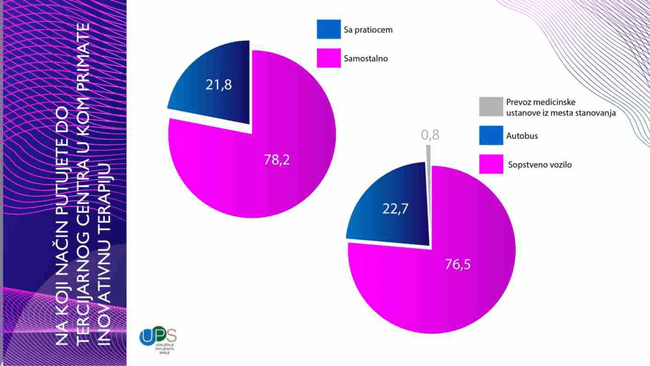 NA KOJI NAČIN PUTUJETE DO
TERCIJARNOG CENTRA U KOM PRIMATE
INOVATIVNU TERAPIJU
Sa pratiocem
Samostalno
21,8
78,2
Prevoz medicinske
ustanove iz mesta stanovanja
Autobus
Sopstveno vozilo
0,8
22,7
76,5
UPS